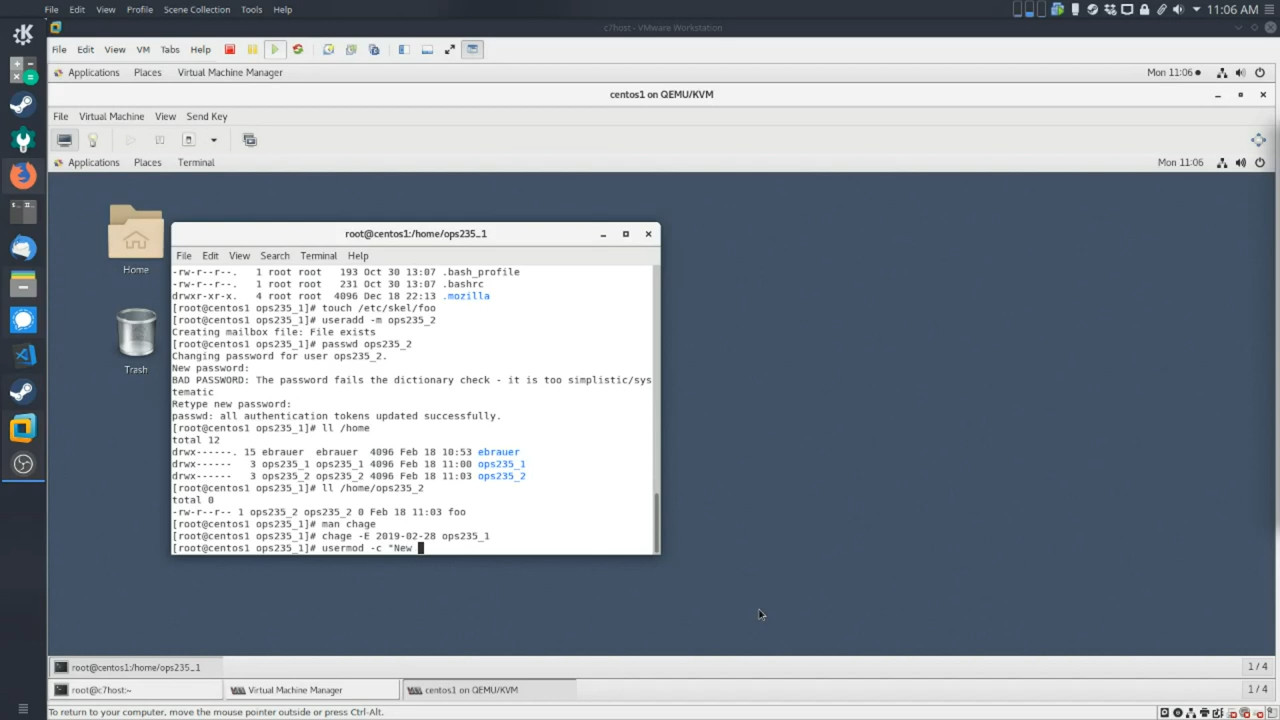 File Edit View Profile Scene Collection Tools Help
11:06 AM
c7host - VMware Workstation
File Edit View VM Tabs Help
Applications Places Virtual Machine Manager Mon 11:06
centos1 on QEMU/KVM
File Virtual Machine View Send Key
Applications Places Terminal Mon 11:06
Home
Trash
root@centos1:/home/ops235_1
File Edit View Search Terminal Help
-rw-r--r--. 1 root root 193 Oct 30 13:07 .bash_profile
-rw-r--r--. 1 root root 231 Oct 30 13:07 .bashrc
drwxr-xr-x. 4 root root 4096 Dec 18 22:13 .mozilla
[root@centos1 ops235_1]# touch /etc/skel/foo
[root@centos1 ops235_1]# useradd -m ops235_2
Creating mailbox file: File exists
[root@centos1 ops235_1]# passwd ops235_2
Changing password for user ops235_2.
New password:
BAD PASSWORD: The password fails the dictionary check - it is too simplistic/sys
tematic
Retype new password:
passwd: all authentication tokens updated successfully.
[root@centos1 ops235_1]# ll /home
total 12
drwx------. 15 ebrauer ebrauer 4096 Feb 18 10:53 ebrauer
drwx------ 3 ops235_1 ops235_1 4096 Feb 18 11:00 ops235_1
drwx------ 3 ops235_2 ops235_2 4096 Feb 18 11:03 ops235_2
[root@centos1 ops235_1]# ll /home/ops235_2
total 0
-rw-r--r-- 1 ops235_2 ops235_2 0 Feb 18 11:03 foo
[root@centos1 ops235_1]# man chage
[root@centos1 ops235_1]# chage -E 2019-02-28 ops235_1
[root@centos1 ops235_1]# usermod -c "New
root@centos1:/home/ops235_1 1 / 4
root@c7host:~ Virtual Machine Manager centos1 on QEMU/KVM 1 / 4
To return to your computer, move the mouse pointer outside or press Ctrl-Alt.